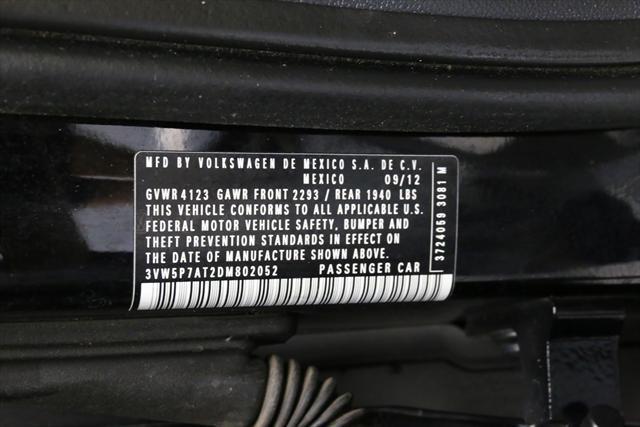 MFD BY VOLKSWAGEN DE MEXICO S.A. DE C.V.
MEXICO 09/12
GVWR 4123 GAWR FRONT 2293 / REAR 1940 LBS
THIS VEHICLE CONFORMS TO ALL APPLICABLE U.S.
FEDERAL MOTOR VEHICLE SAFETY, BUMPER AND
THEFT PREVENTION STANDARDS IN EFFECT ON
THE DATE OF MANUFACTURE SHOWN ABOVE.
3VW5P7AT2DM802052 PASSENGER CAR
3724059 3081 M